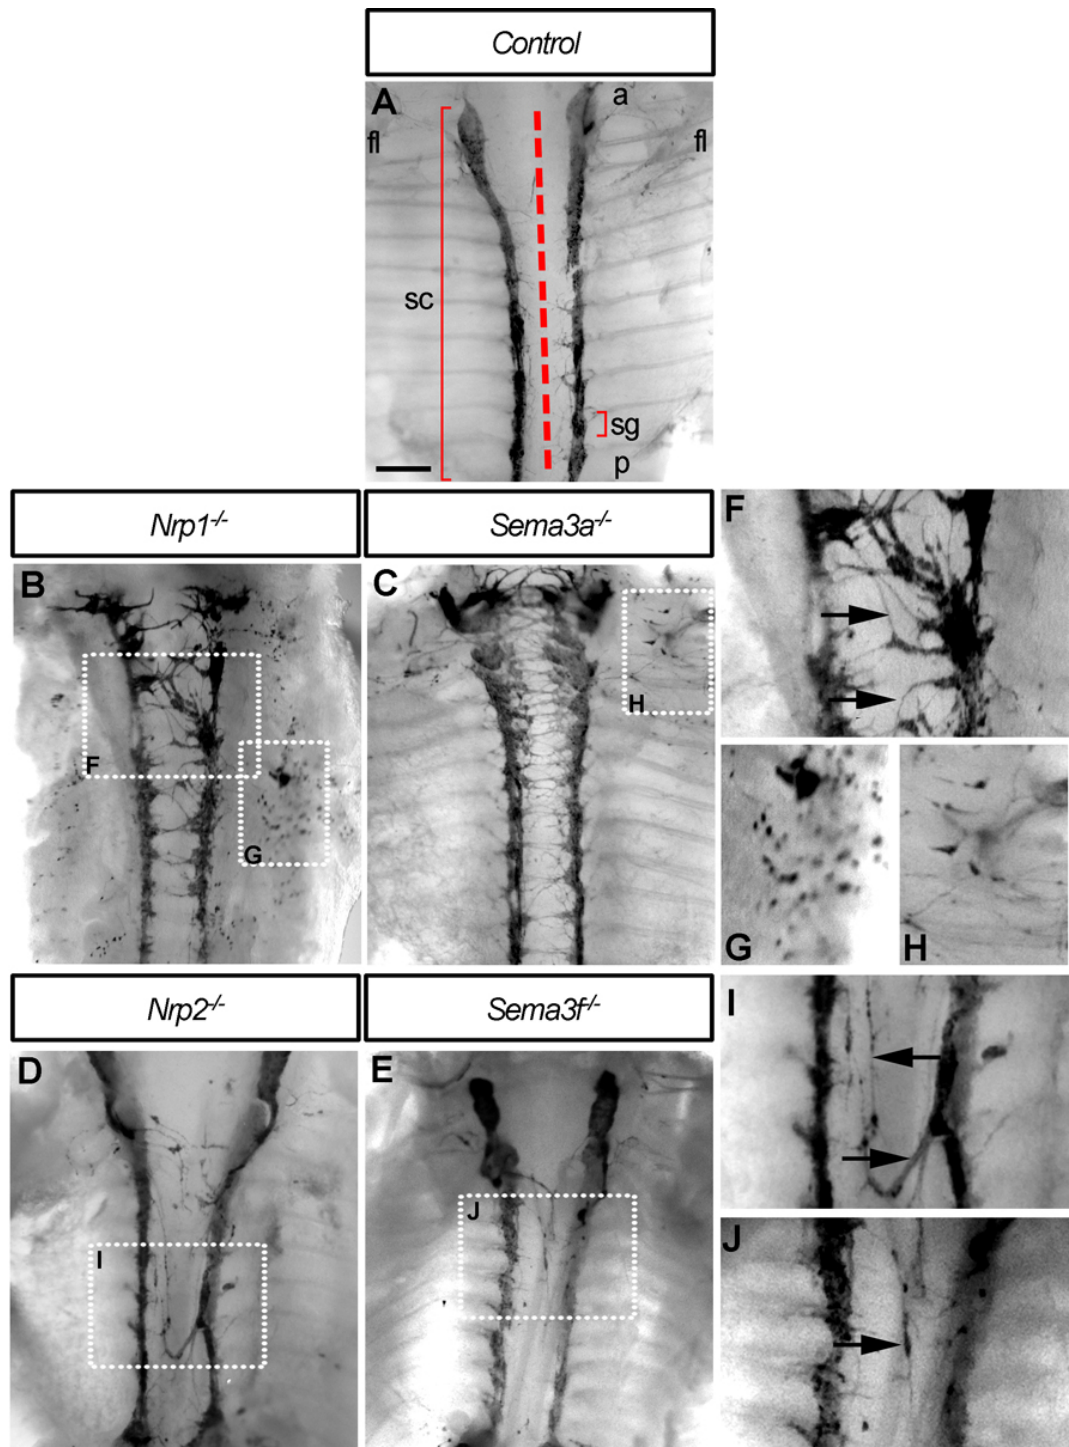 Control
A
a
fl
fl
sc
sg
p
Nrp1-/-
Sema3a-/-
B
F
G
C
H
F
G
H
Nrp2-/-
Sema3f-/-
D
I
E
J
I
J